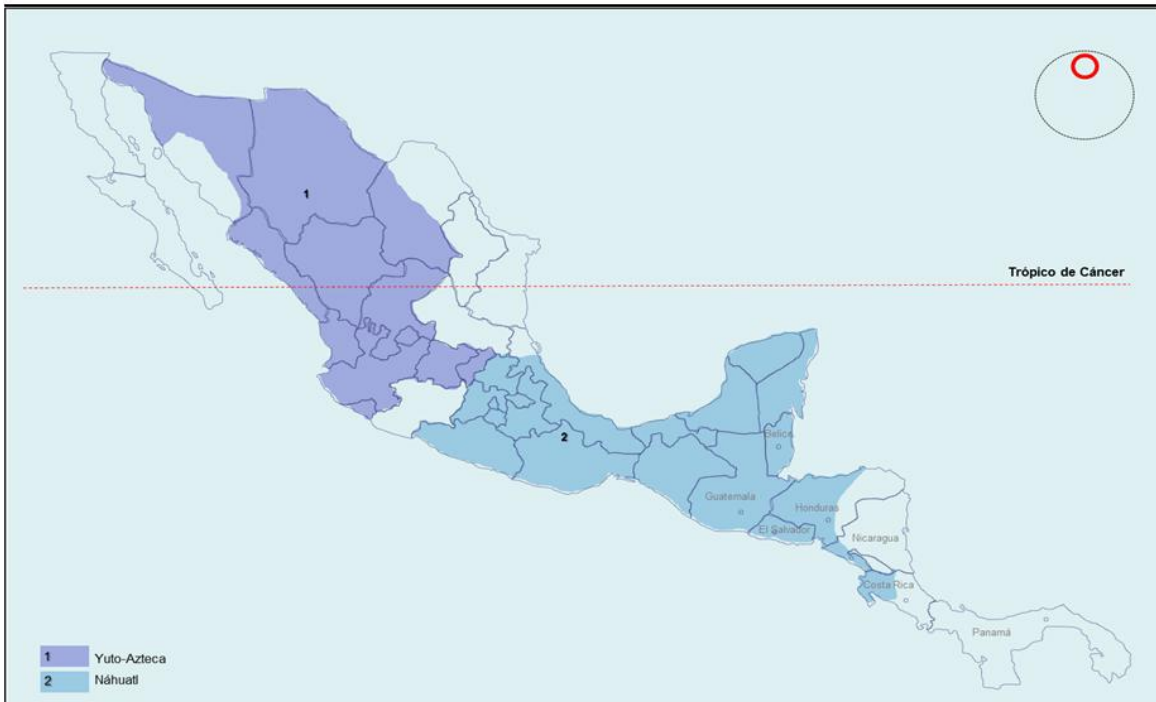 1
Trópico de Cáncer
2
Belice
Guatemala
Honduras
El Salvador
Nicaragua
Costa Rica
Panamá
1 Yuto-Azteca
2 Náhuatl